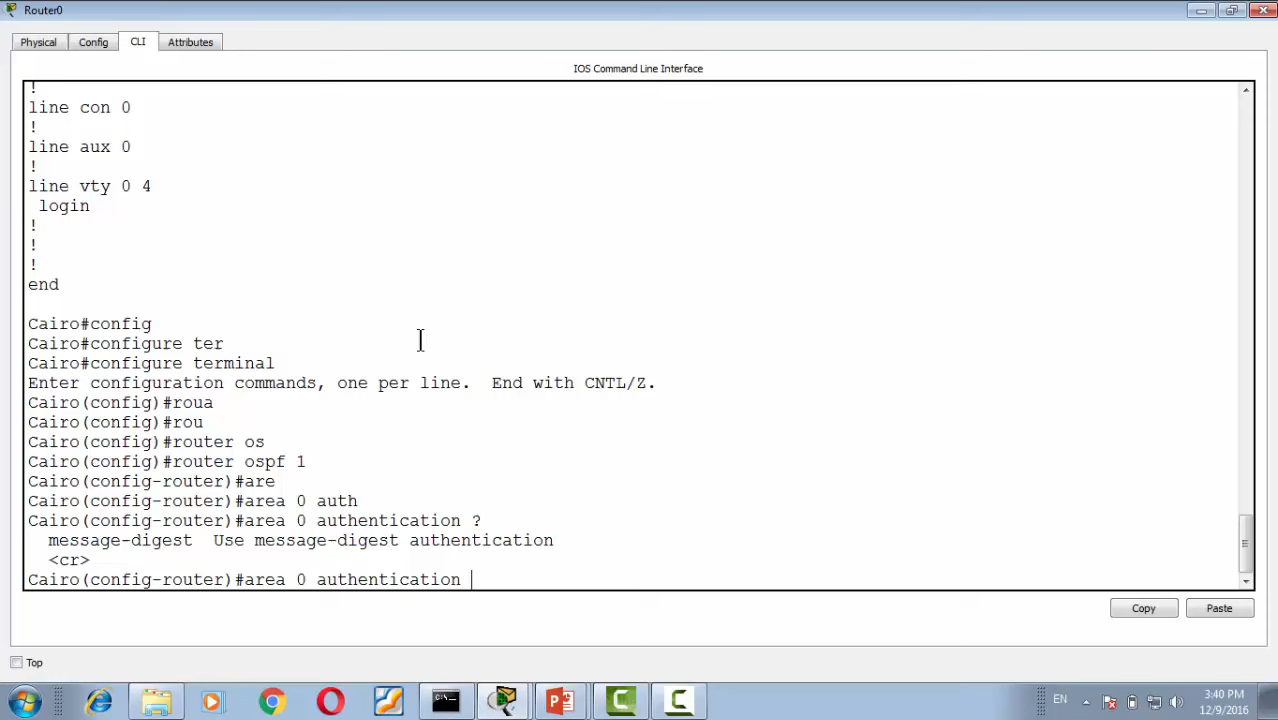 Router0
Physical
Config
CLI
Attributes
IOS Command Line Interface
!
line con 0
!
line aux 0
!
line vty 0 4
login
!
!
!
end
Cairo#config
Cairo#configure ter
Cairo#configure terminal
Enter configuration commands, one per line. End with CNTL/Z.
Cairo(config)#roua
Cairo(config)#rou
Cairo(config)#router os
Cairo(config)#router ospf 1
Cairo(config-router)#are
Cairo(config-router)#area 0 auth
Cairo(config-router)#area 0 authentication ?
message-digest Use message-digest authentication
<cr>
Cairo(config-router)#area 0 authentication
Copy
Paste
Top
EN
3:40 PM
12/9/2016